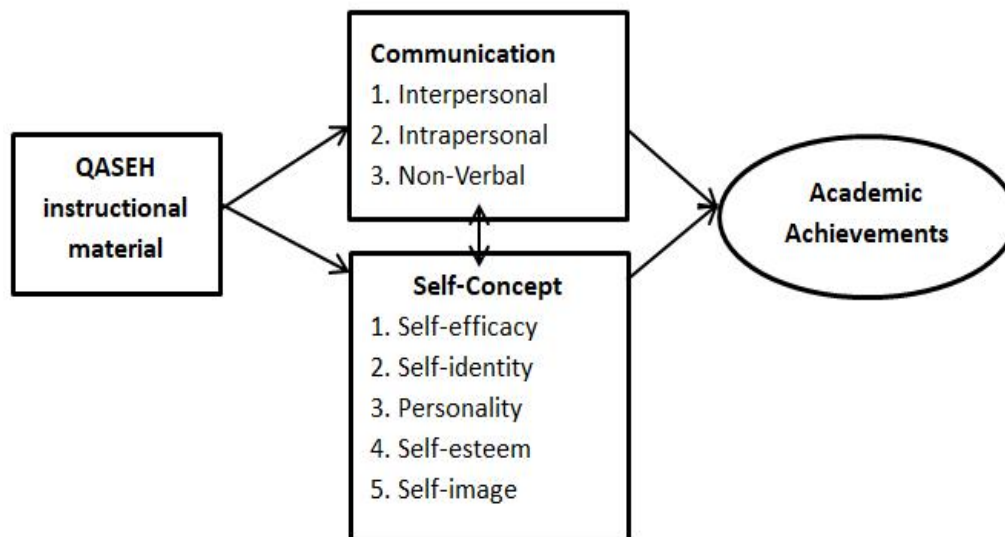 QASEH
instructional
material
Communication
1. Interpersonal
2. Intrapersonal
3. Non-Verbal
Self-Concept
1. Self-efficacy
2. Self-identity
3. Personality
4. Self-esteem
5. Self-image
Academic
Achievements